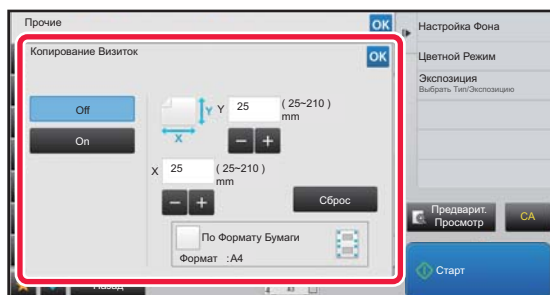 Прочие
OK
Копирование Визиток
OK
Off
On
Y
Y
25
( 25~210 )
mm
X
X
25
( 25~210 )
mm
Сброс
По Формату Бумаги
Формат :A4
Назад
Настройка Фона
Цветной Режим
Экспозиция
Выбрать Тип/Экспозицию
Предварит.
Просмотр
CA
Старт